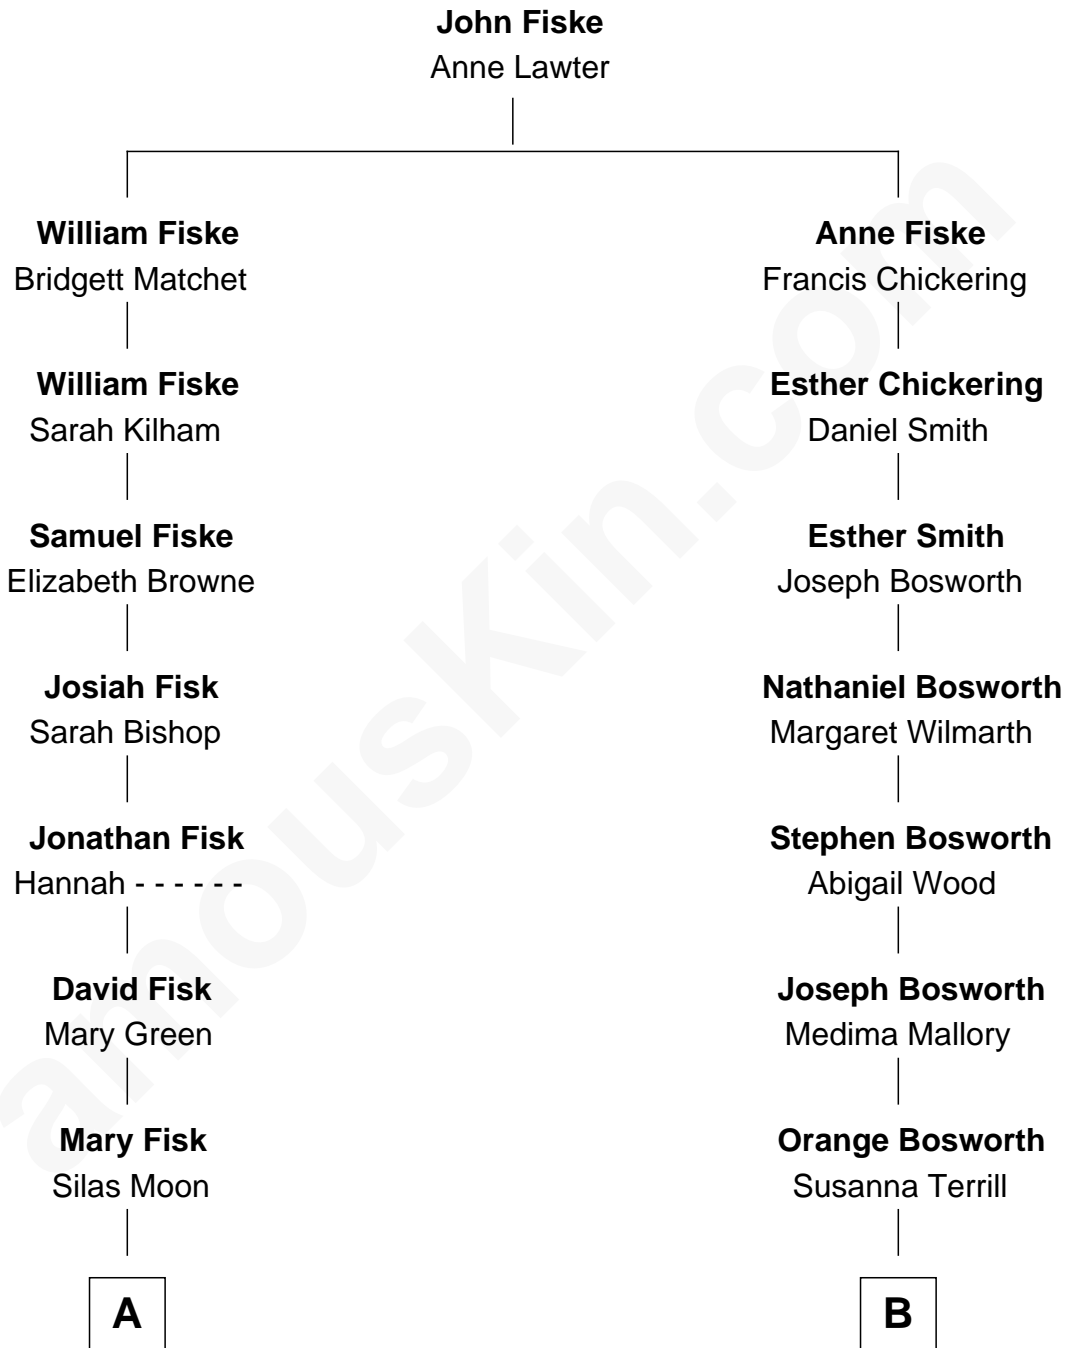 John Fiske
Anne Lawter
William Fiske
Bridgett Matchet
Anne Fiske
Francis Chickering
William Fiske
Sarah Kilham
Esther Chickering
Daniel Smith
Samuel Fiske
Elizabeth Browne
Esther Smith
Joseph Bosworth
Josiah Fisk
Sarah Bishop
Nathaniel Bosworth
Margaret Wilmarth
Jonathan Fisk
Hannah - - - - - -
Stephen Bosworth
Abigail Wood
David Fisk
Mary Green
Joseph Bosworth
Medima Mallory
Mary Fisk
Silas Moon
Orange Bosworth
Susanna Terrill
A
B
amouskin.com